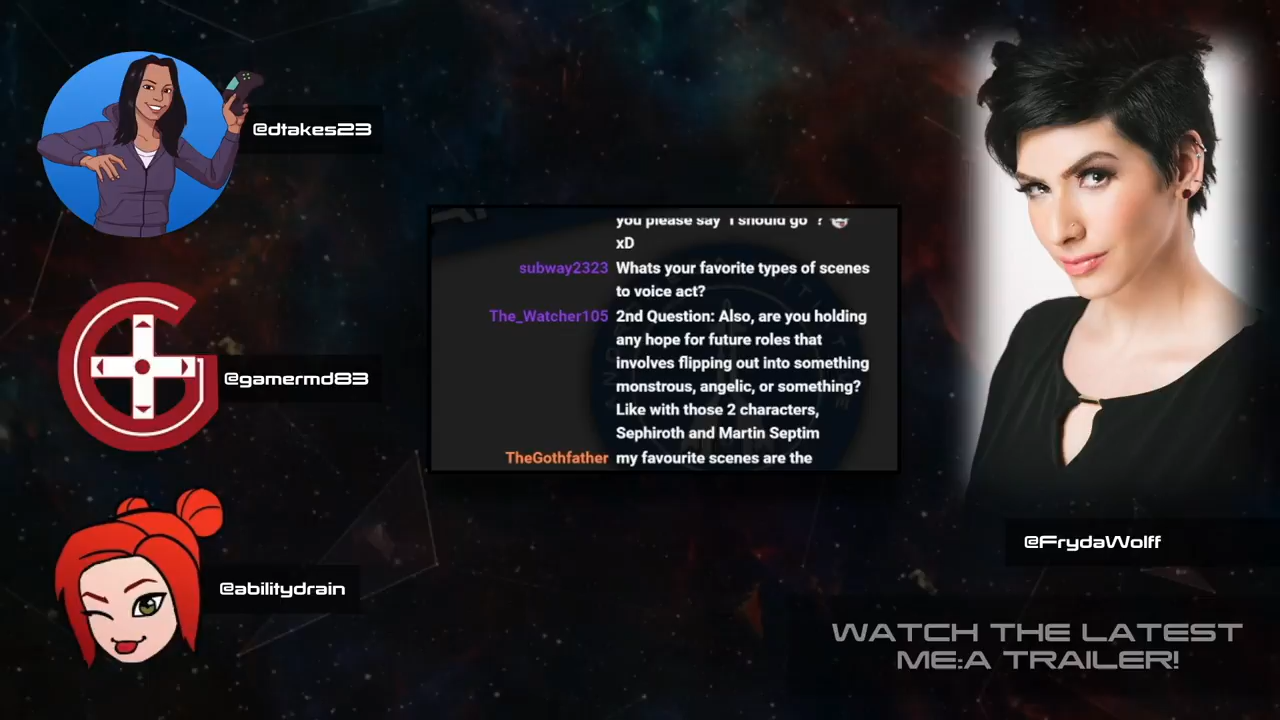 @dtakes23
@gamermd83
@abilitydrain
you please say "I should go"?
xD
subway2323 Whats your favorite types of scenes
to voice act?
The_Watcher105 2nd Question: Also, are you holding
any hope for future roles that
involves flipping out into something
monstrous, angelic, or something?
Like with those 2 characters,
Sephiroth and Martin Septim
TheGothfather my favourite scenes are the
@FrydaWolff
WATCH THE LATEST
ME:A TRAILER!